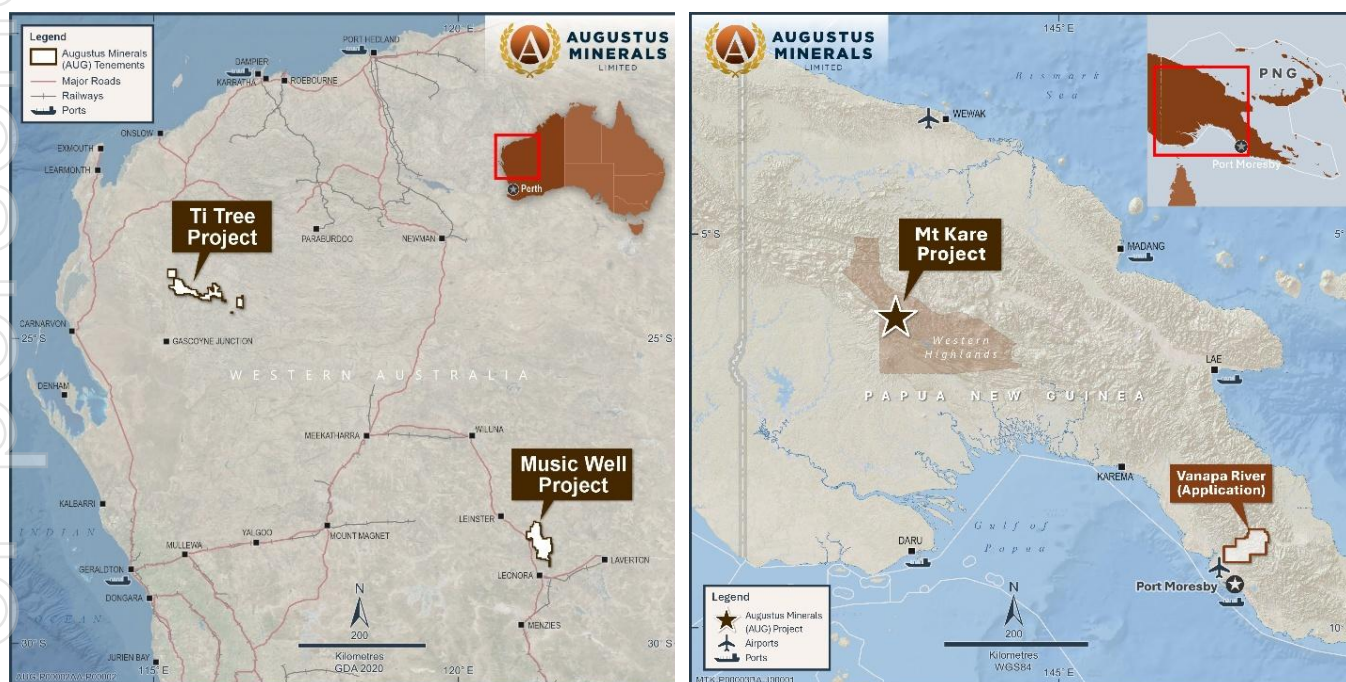 Legend
Augustus Minerals
(AUG) Tenements
Major Roads
Railways
Ports
120° E
AUGUSTUS
MINERALS
LIMITED
PORT HEDLAND
DAMPIER
KARRATHA
ROEBOURNE
ONSLOW
EXMOUTH
LEARMONTH
Perth
Ti Tree
Project
PARABURDOO
NEWMAN
CARNARVON
GASCOYNE JUNCTION
25° S
WESTERN AUSTRALIA
DENHAM
MEEKATHARRA
WILUNA
Music Well
Project
KALBARRI
LEINSTER
INDIAN
OCEAN
YALGOO
MOUNT MAGNET
MULLEWA
LAVERTON
GERALDTON
LEONORA
DONGARA
N
200
Kilometres
GDA 2020
MENZIES
30° S
JURIEN BAY
115° E
120° E
AUGUSTUS
MINERALS
LIMITED
145° E
Bismark
Sea
PNG
Port Moresby
WEWAK
5° S
5°
Mt Kare
Project
MADANG
Western
Highlands
LAE
PAPUA NEW GUINEA
KAREMA
Vanapa River
(Application)
Gulf of
Papua
DARU
Port Moresby
Legend
Augustus Minerals
(AUG) Project
Airports
Ports
N
200
Kilometres
WGS84
10°
145° E